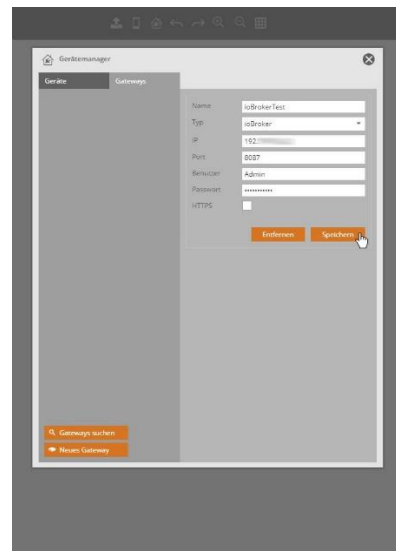 Gerätemanager
Geräte
Gateways
Name ioBrokerTest
Typ ioBroker
IP 192.
Port 8087
Benutzer Admin
Passwort ••••••••••••
HTTPS
Entfernen Speichern
Gateways suchen
Neues Gateway